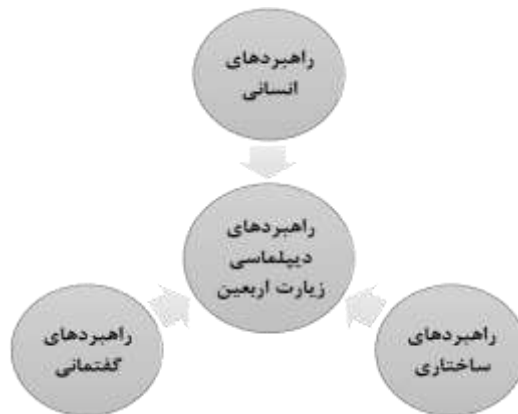 راهبردهای
انسانی
راهبردهای
دیپلماسی
زیارت اربعین
راهبردهای
ساختاری
راهبردهای
گفتمانی